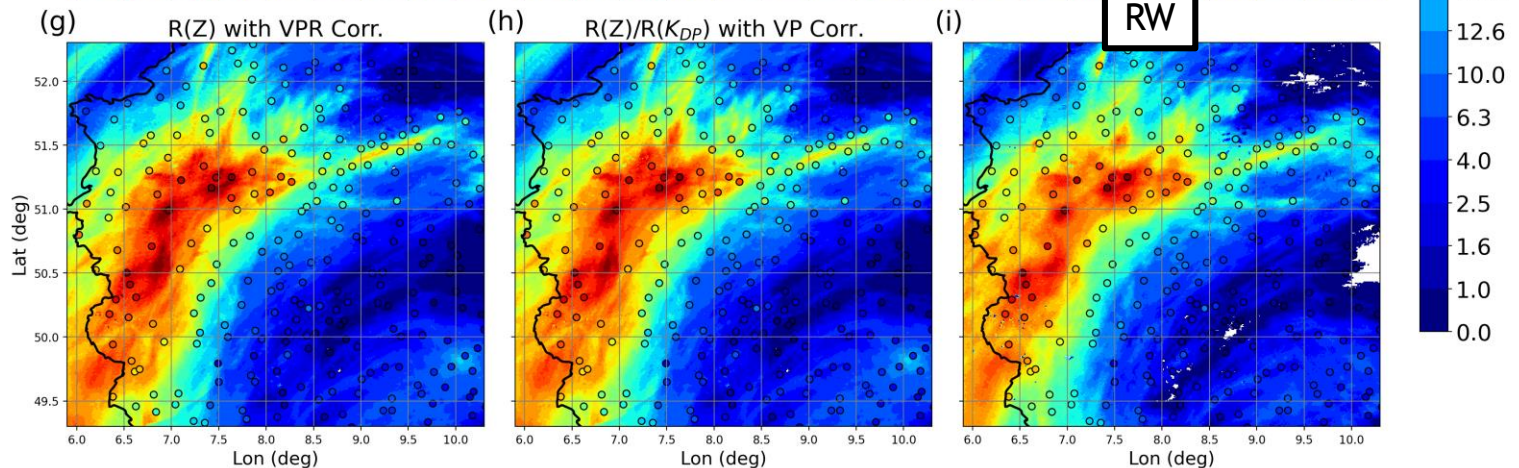 (g)
R(Z) with VPR Corr.
(h)
R(Z)/R(K_DP) with VP Corr.
(i)
RW
52.0
51.5
51.0
50.5
50.0
49.5
Lat (deg)
6.0 6.5 7.0 7.5 8.0 8.5 9.0 9.5 10.0
Lon (deg)
6.0 6.5 7.0 7.5 8.0 8.5 9.0 9.5 10.0
Lon (deg)
6.0 6.5 7.0 7.5 8.0 8.5 9.0 9.5 10.0
Lon (deg)
12.6
10.0
6.3
4.0
2.5
1.6
1.0
0.0